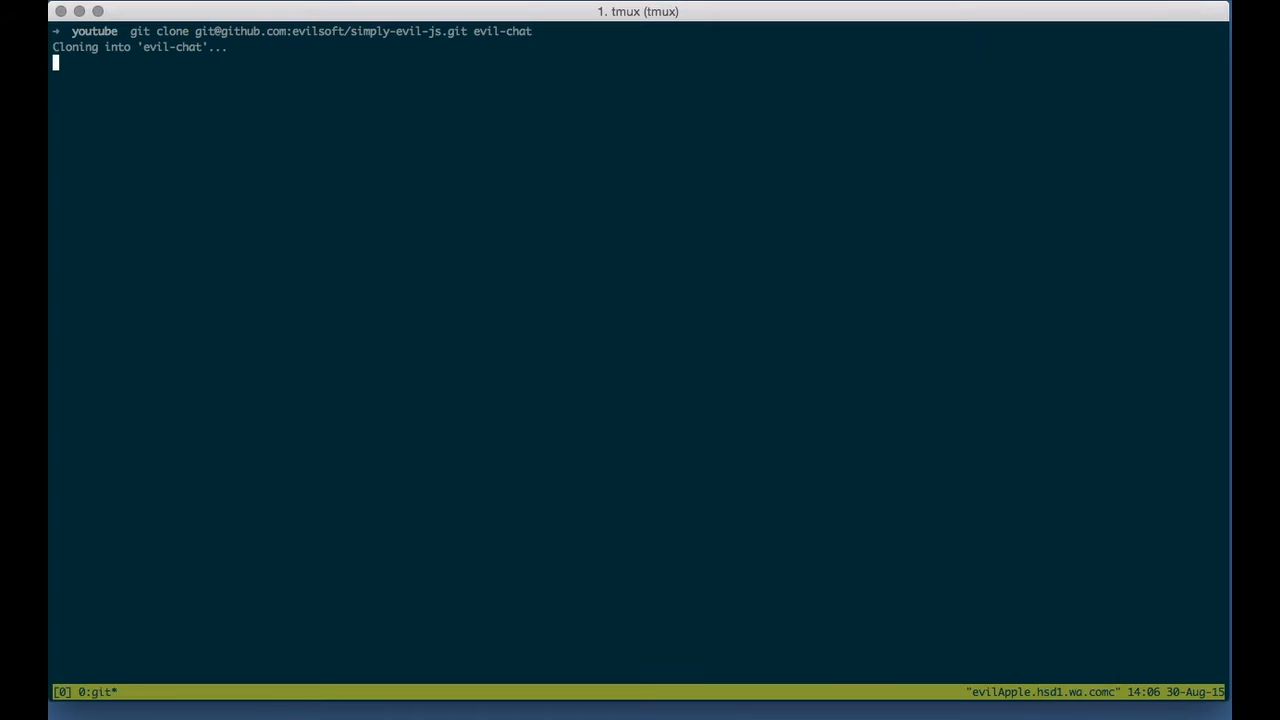 1. tmux (tmux)
→ youtube git clone git@github.com:evilsoft/simply-evil-js.git evil-chat
Cloning into 'evil-chat'...
[0] 0:git* "evilApple.hsd1.wa.comc" 14:06 30-Aug-15